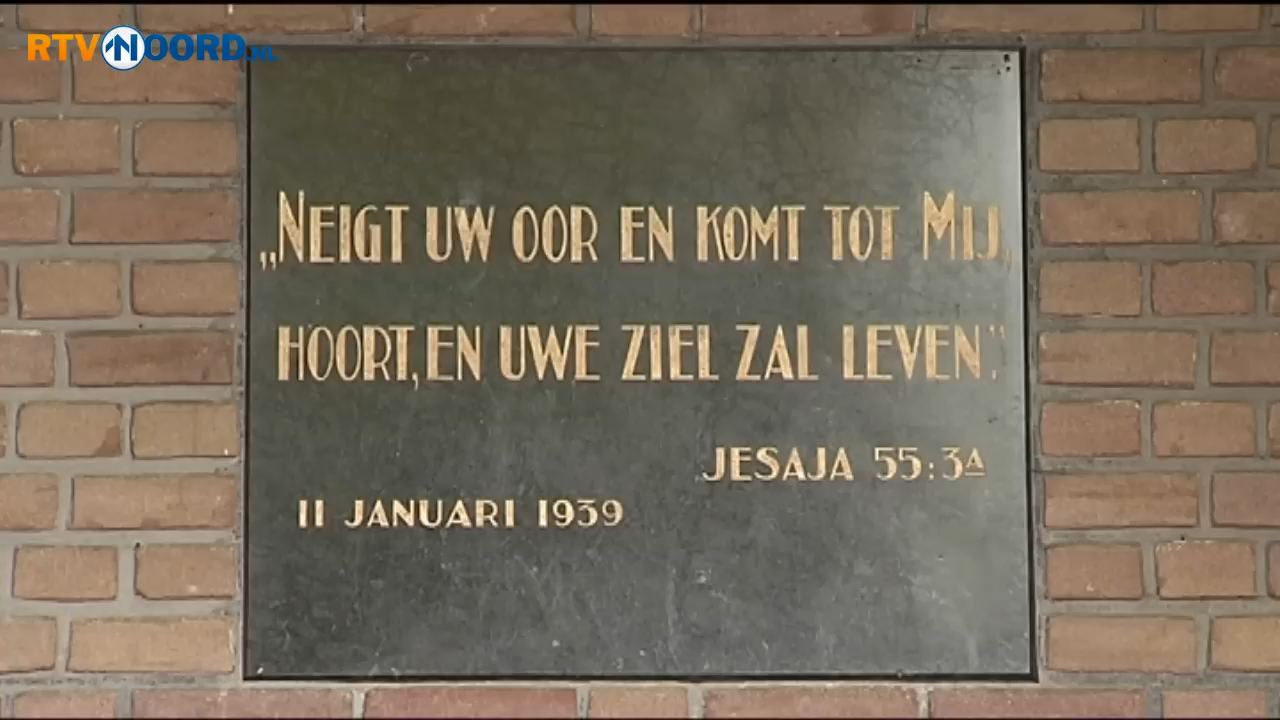 RTVNOORD.NL
„NEIGT UW OOR EN KOMT TOT MIJ,
HOORT, EN UWE ZIEL ZAL LEVEN."
JESAJA 55:3A
11 JANUARI 1939